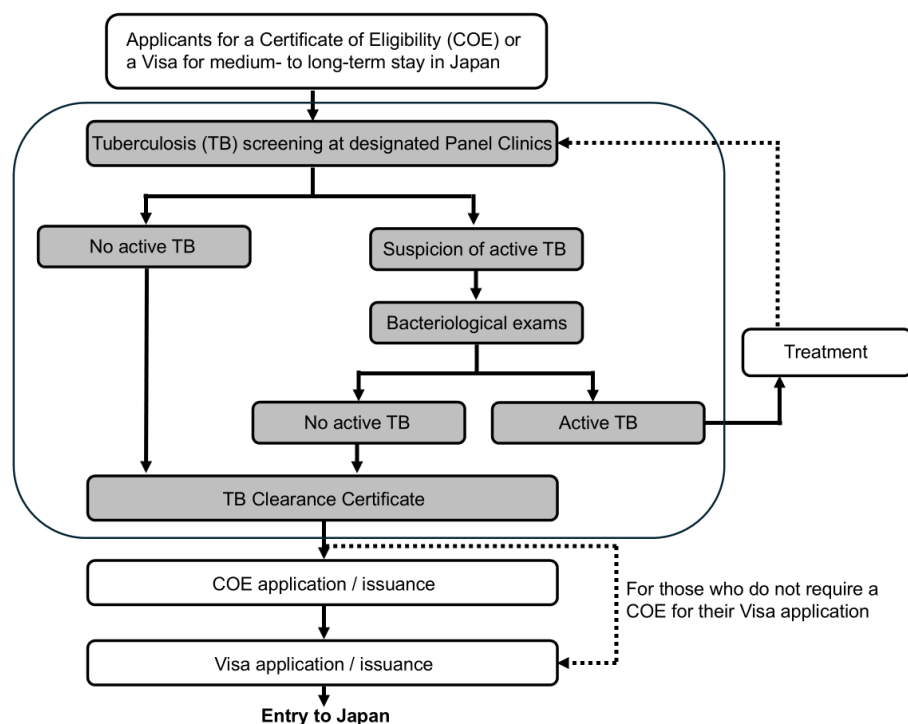 Applicants for a Certificate of Eligibility (COE) or
a Visa for medium- to long-term stay in Japan
Tuberculosis (TB) screening at designated Panel Clinics
No active TB
Suspicion of active TB
Bacteriological exams
Treatment
No active TB
Active TB
TB Clearance Certificate
COE application / issuance
For those who do not require a
COE for their Visa application
Visa application / issuance
Entry to Japan